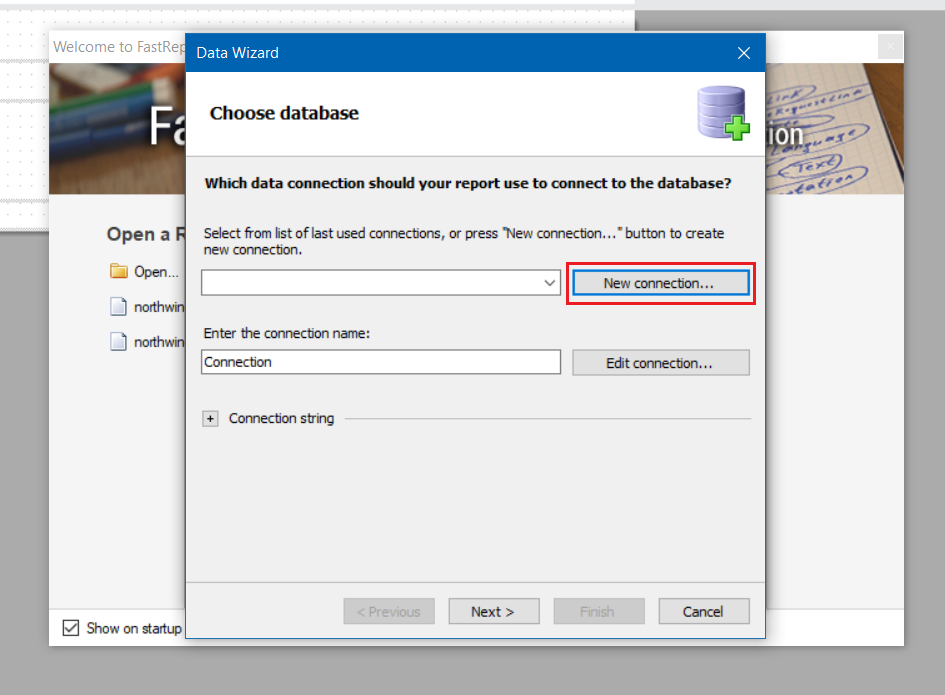 Welcome to FastRep
Data Wizard
Fa
Choose database
ion
Link
Language
Text
Which data connection should your report use to connect to the database?
Open a R
Select from list of last used connections, or press "New connection..." button to create
new connection.
Open...
New connection...
northwin
Enter the connection name:
northwin
Connection
Edit connection...
+ Connection string
< Previous
Next >
Finish
Cancel
Show on startup